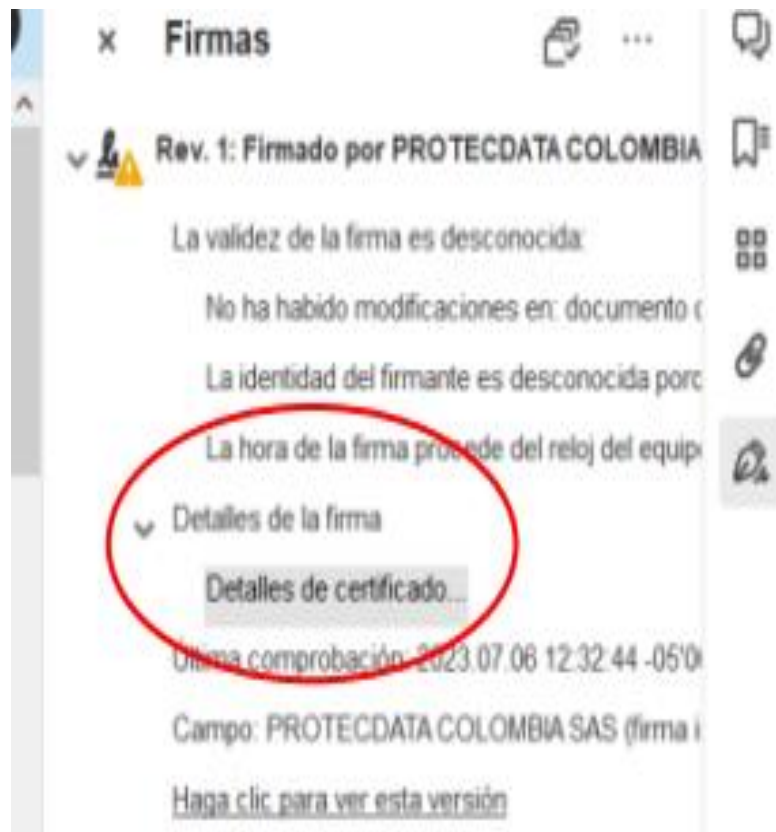 Firmas
Rev. 1: Firmado por PROTECDATA COLOMBIA
La validez de la firma es desconocida:
No ha habido modificaciones en: documento
La identidad del firmante es desconocida porc
La hora de la firma procede del reloj del equip
Detalles de la firma
Detalles de certificado...
Última comprobación: 2023.07.06 12:32:44 -05'0
Campo: PROTECDATA COLOMBIA SAS (firma i
Haga clic para ver esta versión